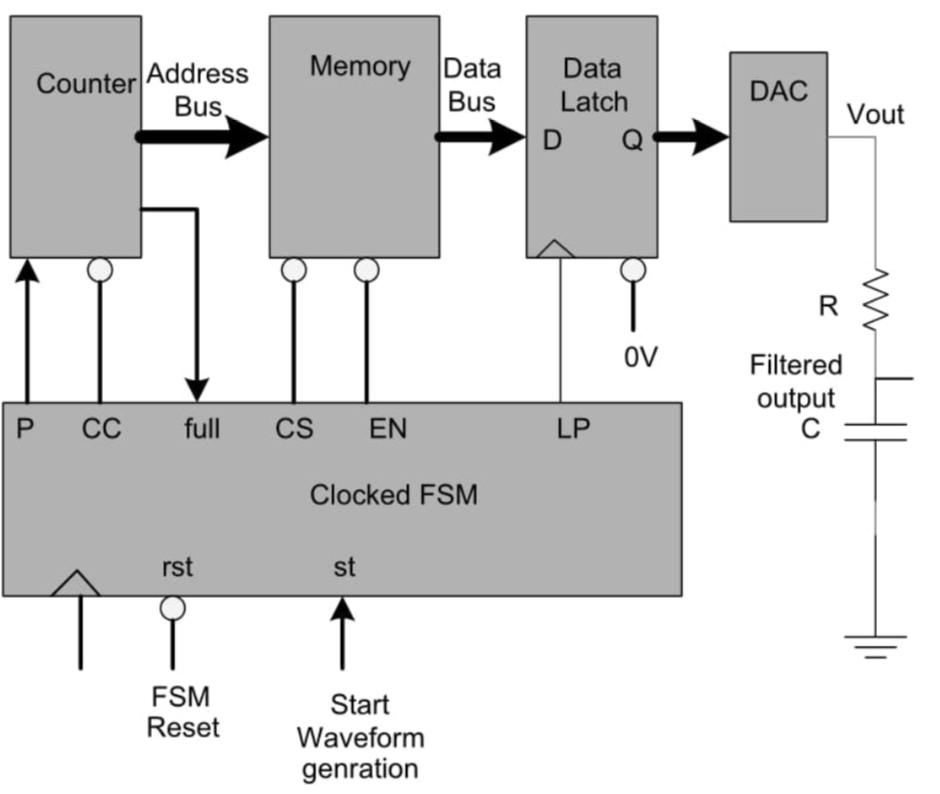 Counter
Address
Bus
Memory
Data
Bus
Data
Latch
D Q
DAC
Vout
R
0V
Filtered
output
C
P CC full CS EN LP
Clocked FSM
rst st
FSM
Reset
Start
Waveform
genration